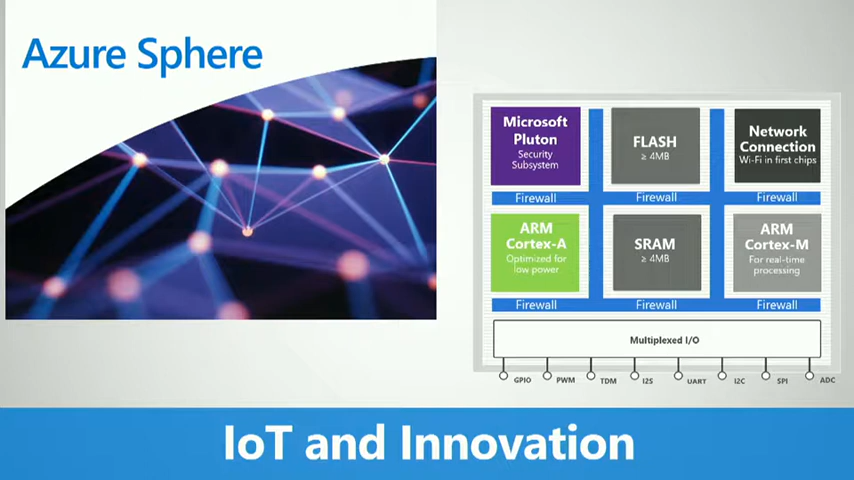 Azure Sphere
Microsoft
Pluton
Security
Subsystem
FLASH
≥ 4MB
Network
Connection
Wi-Fi in first chips
Firewall
Firewall
Firewall
ARM
Cortex-A
Optimized for
low power
SRAM
≥ 4MB
ARM
Cortex-M
For real-time
processing
Firewall
Firewall
Firewall
Multiplexed I/O
GPIO
PWM
TDM
I2S
UART
I2C
SPI
ADC
IoT and Innovation